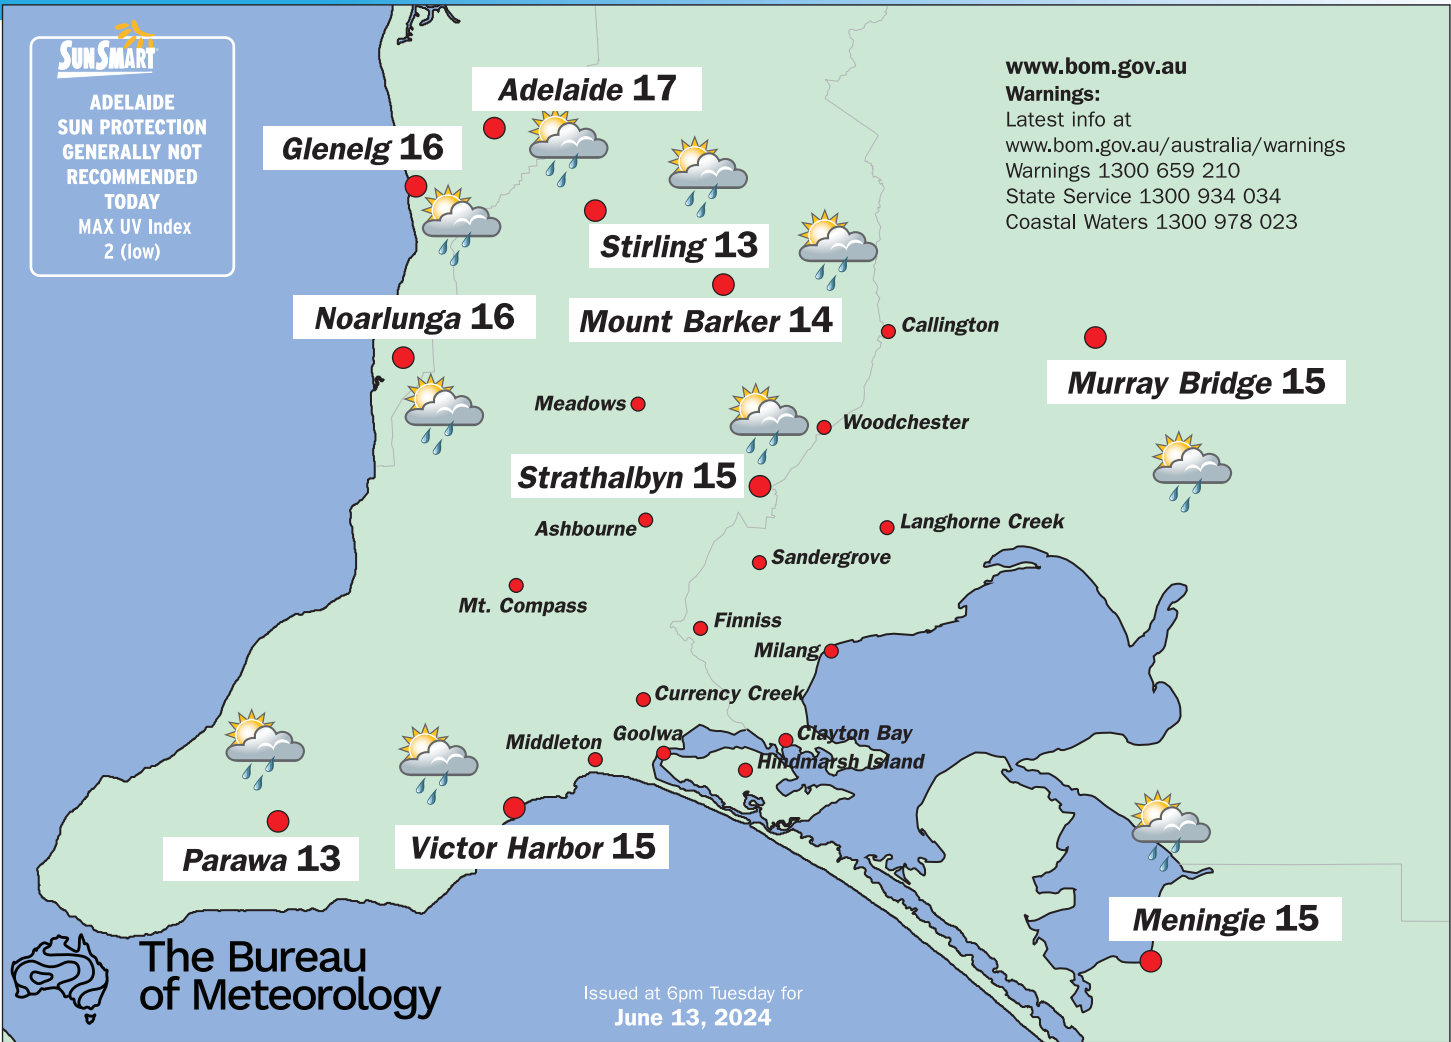 SUNSMART
ADELAIDE
SUN PROTECTION
GENERALLY NOT
RECOMMENDED
TODAY
MAX UV Index
2 (low)
www.bom.gov.au
Warnings:
Latest info at
www.bom.gov.au/australia/warnings
Warnings 1300 659 210
State Service 1300 934 034
Coastal Waters 1300 978 023
Adelaide 17
Glenelg 16
Stirling 13
Noarlunga 16
Mount Barker 14
Callington
Murray Bridge 15
Meadows
Woodchester
Strathalbyn 15
Ashbourne
Langhorne Creek
Sandergrove
Mt. Compass
Finniss
Milang
Currency Creek
Middleton
Goolwa
Clayton Bay
Hindmarsh Island
Parawa 13
Victor Harbor 15
Meningie 15
The Bureau
of Meteorology
Issued at 6pm Tuesday for
June 13, 2024